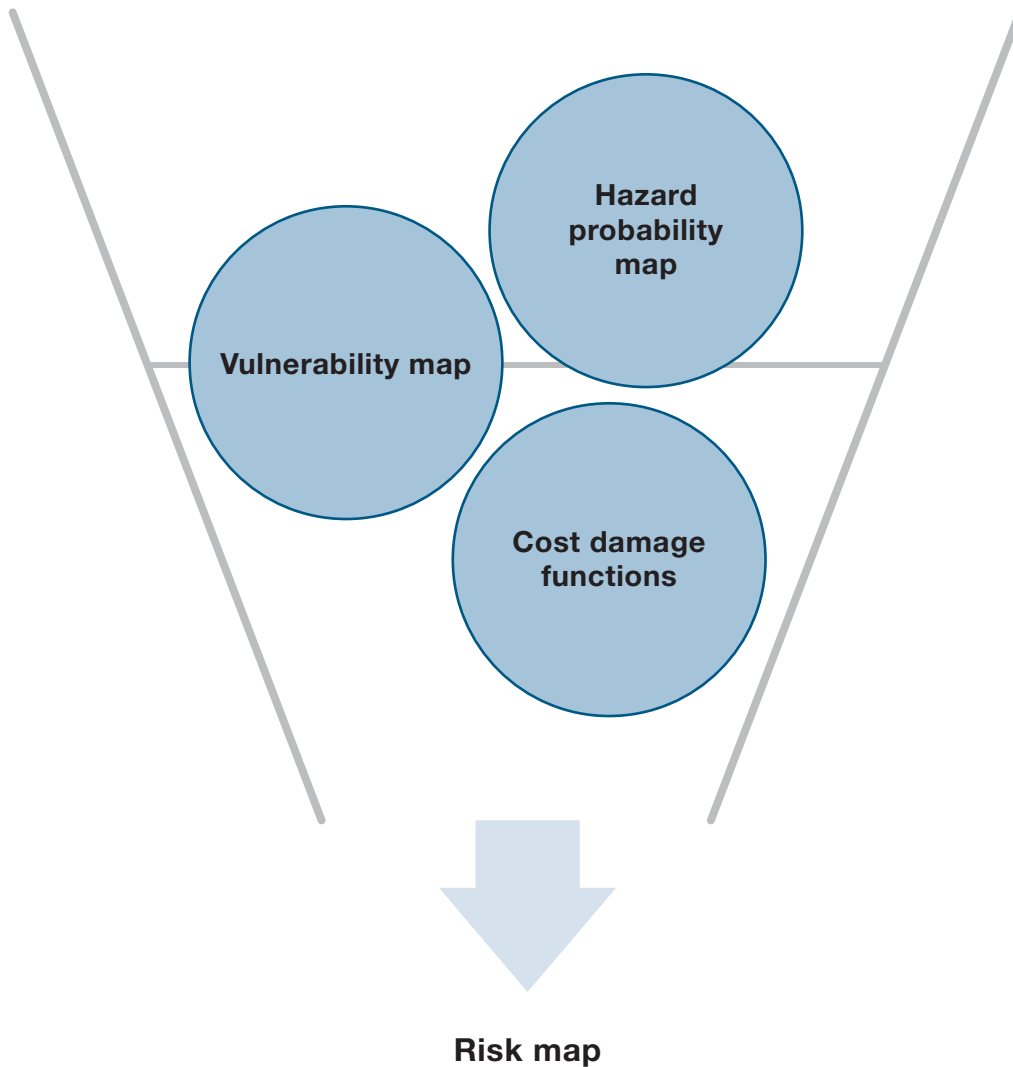 Hazard
probability
map
Vulnerability map
Cost damage
functions
Risk map